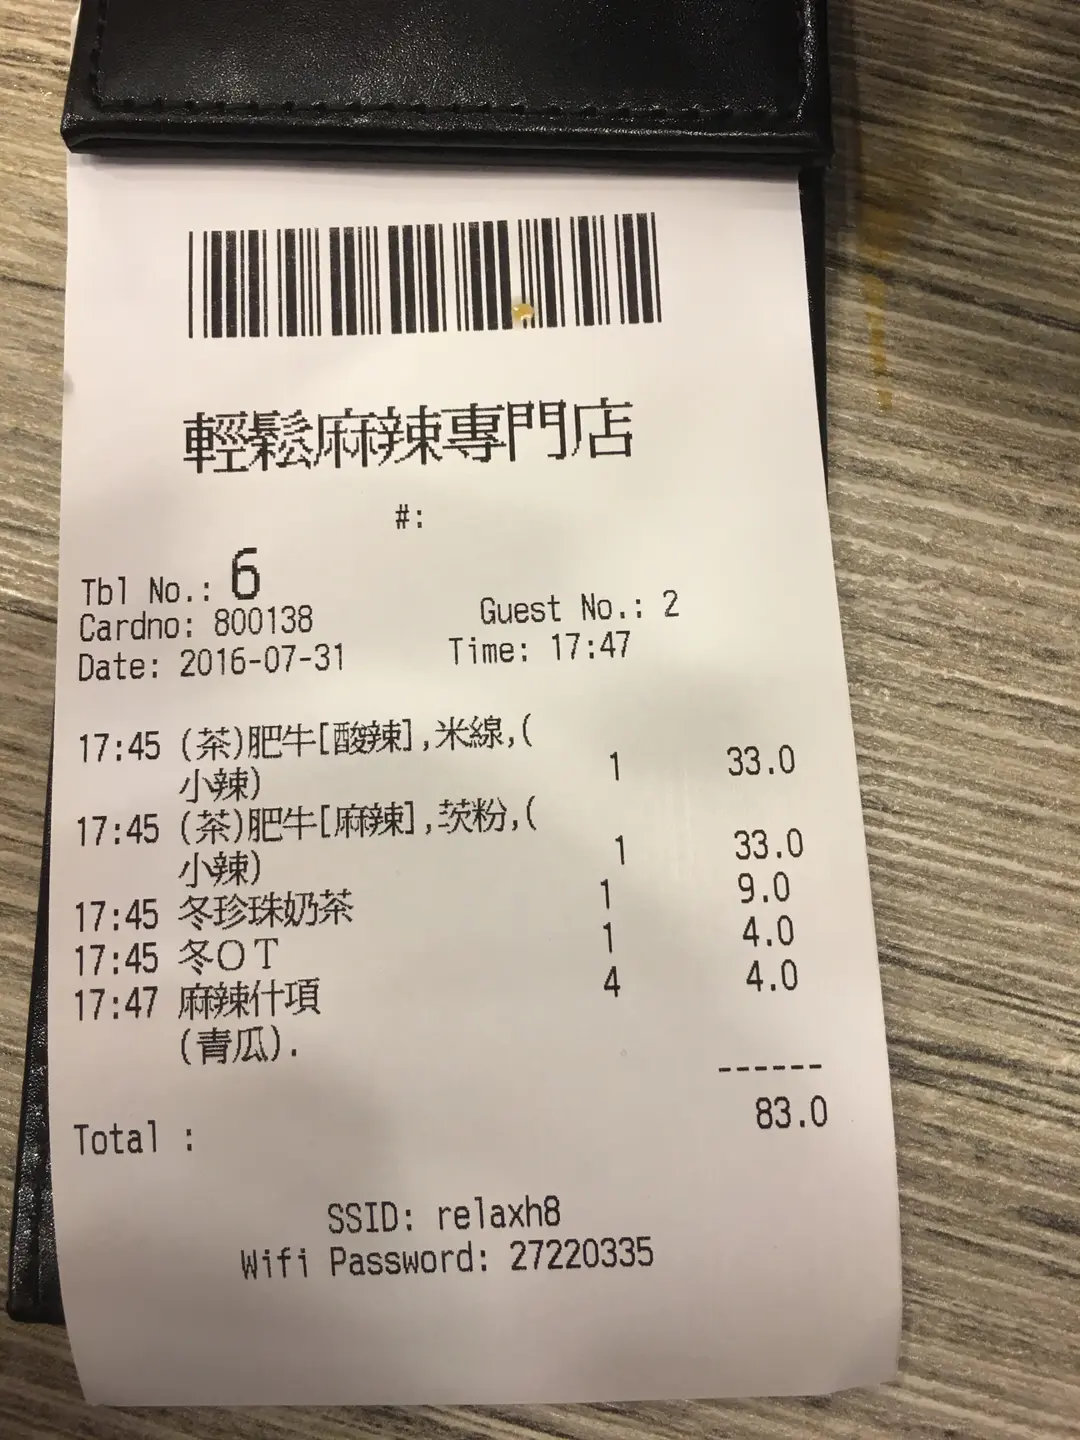 輕鬆麻辣專門店
#:
Tbl No.: 6
Cardno: 800138 Guest No.: 2
Date: 2016-07-31 Time: 17:47
17:45 (茶)肥牛[酸辣],米線,(
小辣) 1 33.0
17:45 (茶)肥牛[麻辣],茨粉,(
小辣) 1 33.0
17:45 冬珍珠奶茶 1 9.0
17:45 冬OT 1 4.0
17:47 麻辣什項 4 4.0
(青瓜).
------
Total : 83.0
SSID: relaxh8
Wifi Password: 27220335